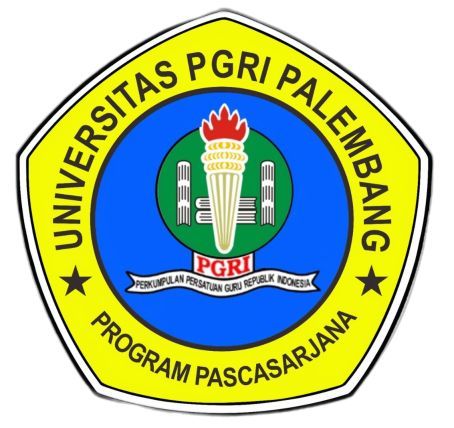 UNIVERSITAS PGRI PALEMBANG
PGRI
PERKUMPULAN PERSATUAN GURU REPUBLIK INDONESIA
PROGRAM PASCASARJANA